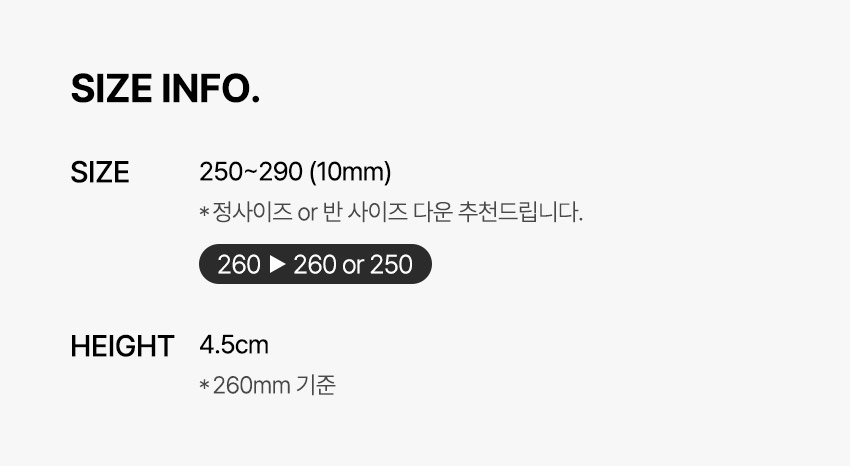 SIZE INFO.
SIZE 250~290 (10mm)
*정사이즈 or 반 사이즈 다운 추천드립니다.
260 ▶ 260 or 250
HEIGHT 4.5cm
*260mm 기준